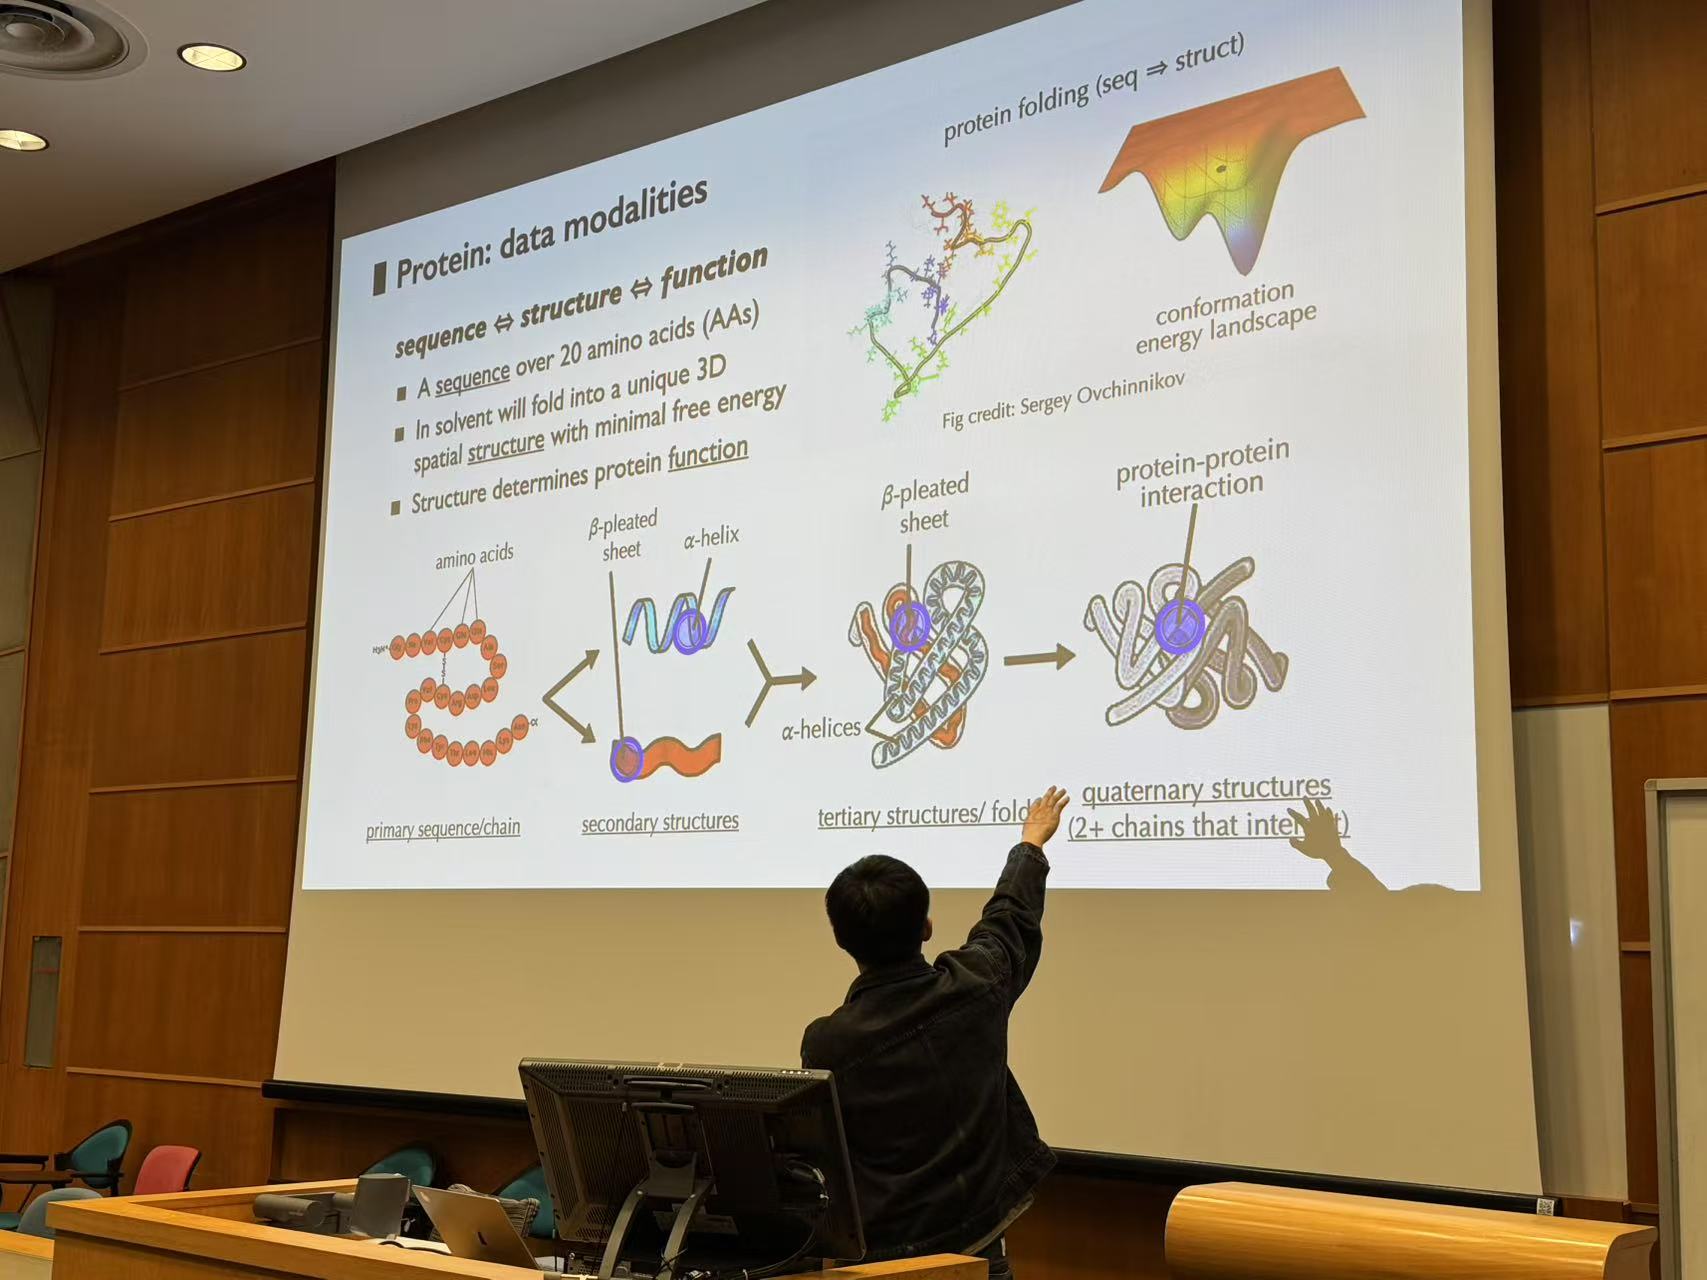 Protein: data modalities
sequence ⇔ structure ⇔ function
▪ A sequence over 20 amino acids (AAs)
▪ In solvent will fold into a unique 3D
spatial structure with minimal free energy
▪ Structure determines protein function
protein folding (seq ⇒ struct)
conformation
energy landscape
Fig credit: Sergey Ovchinnikov
amino acids
β-pleated
sheet
α-helix
β-pleated
sheet
α-helices
protein-protein
interaction
primary sequence/chain
secondary structures
tertiary structures/
quaternary structures
(2+ chains that